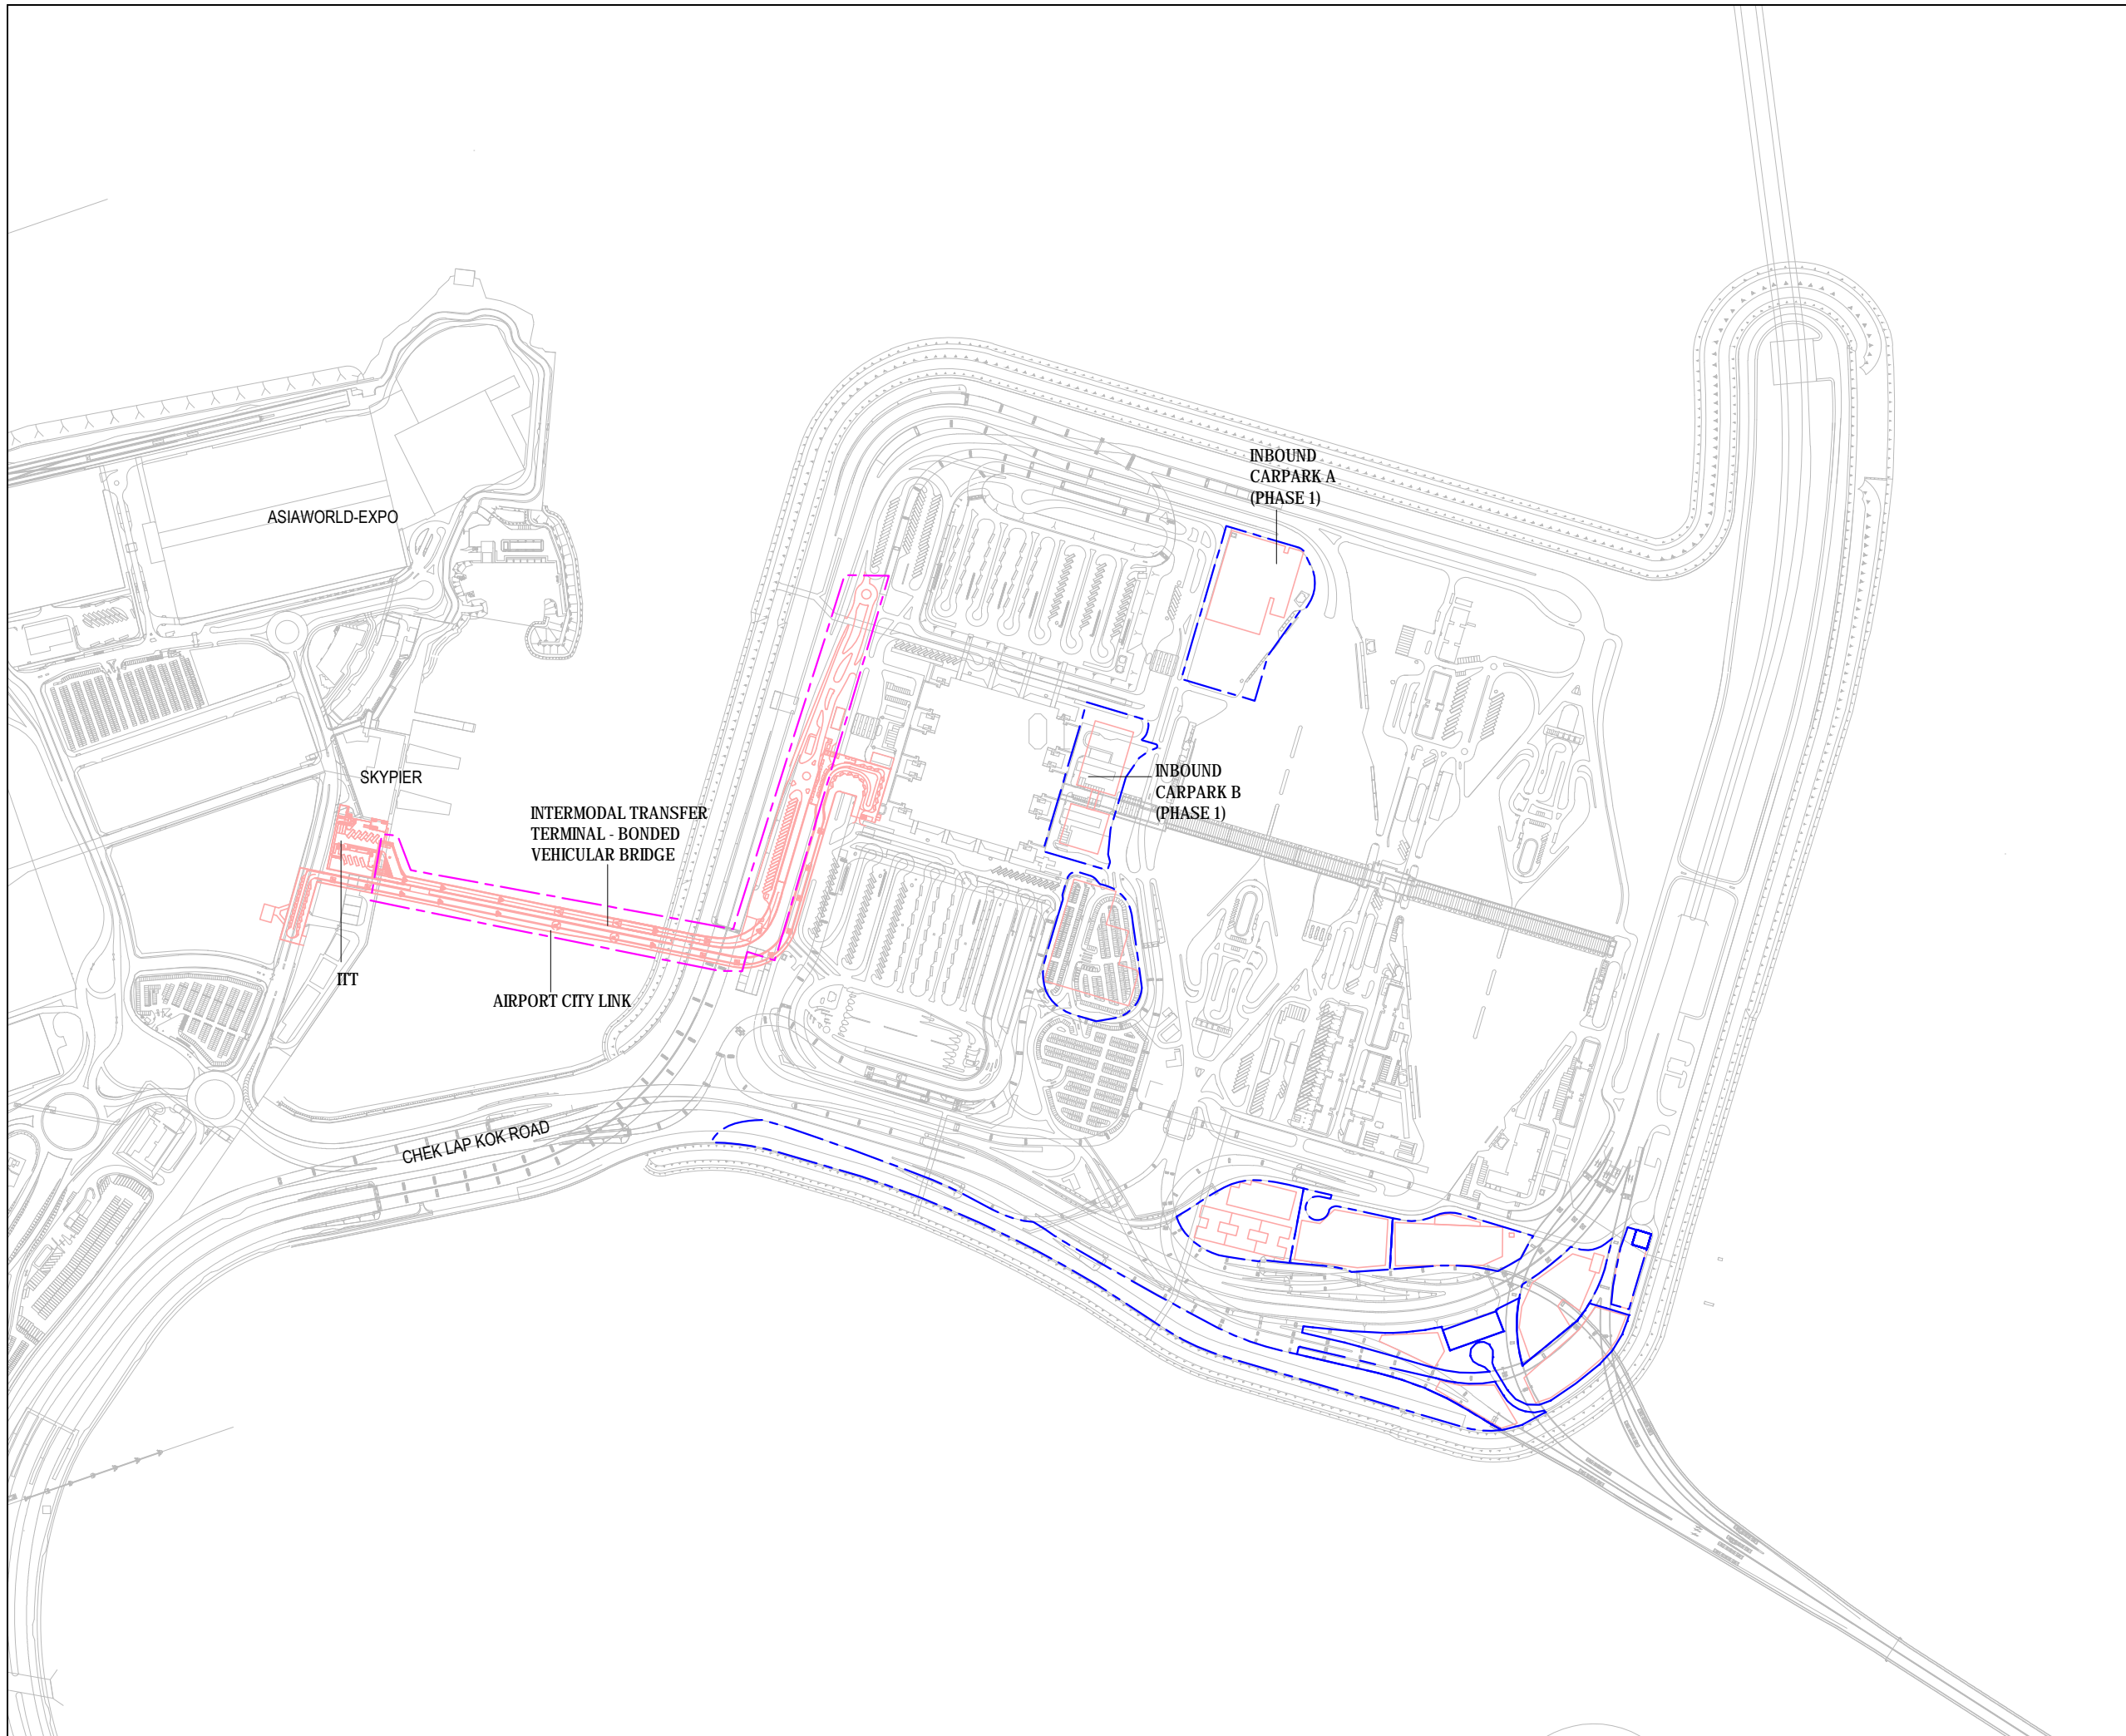 INBOUND
CARPARK A
(PHASE 1)
ASIAWORLD-EXPO
SKYPIER
INBOUND
CARPARK B
(PHASE 1)
INTERMODAL TRANSFER
TERMINAL - BONDED
VEHICULAR BRIDGE
ITT
AIRPORT CITY LINK
CHEK LAP KOK ROAD